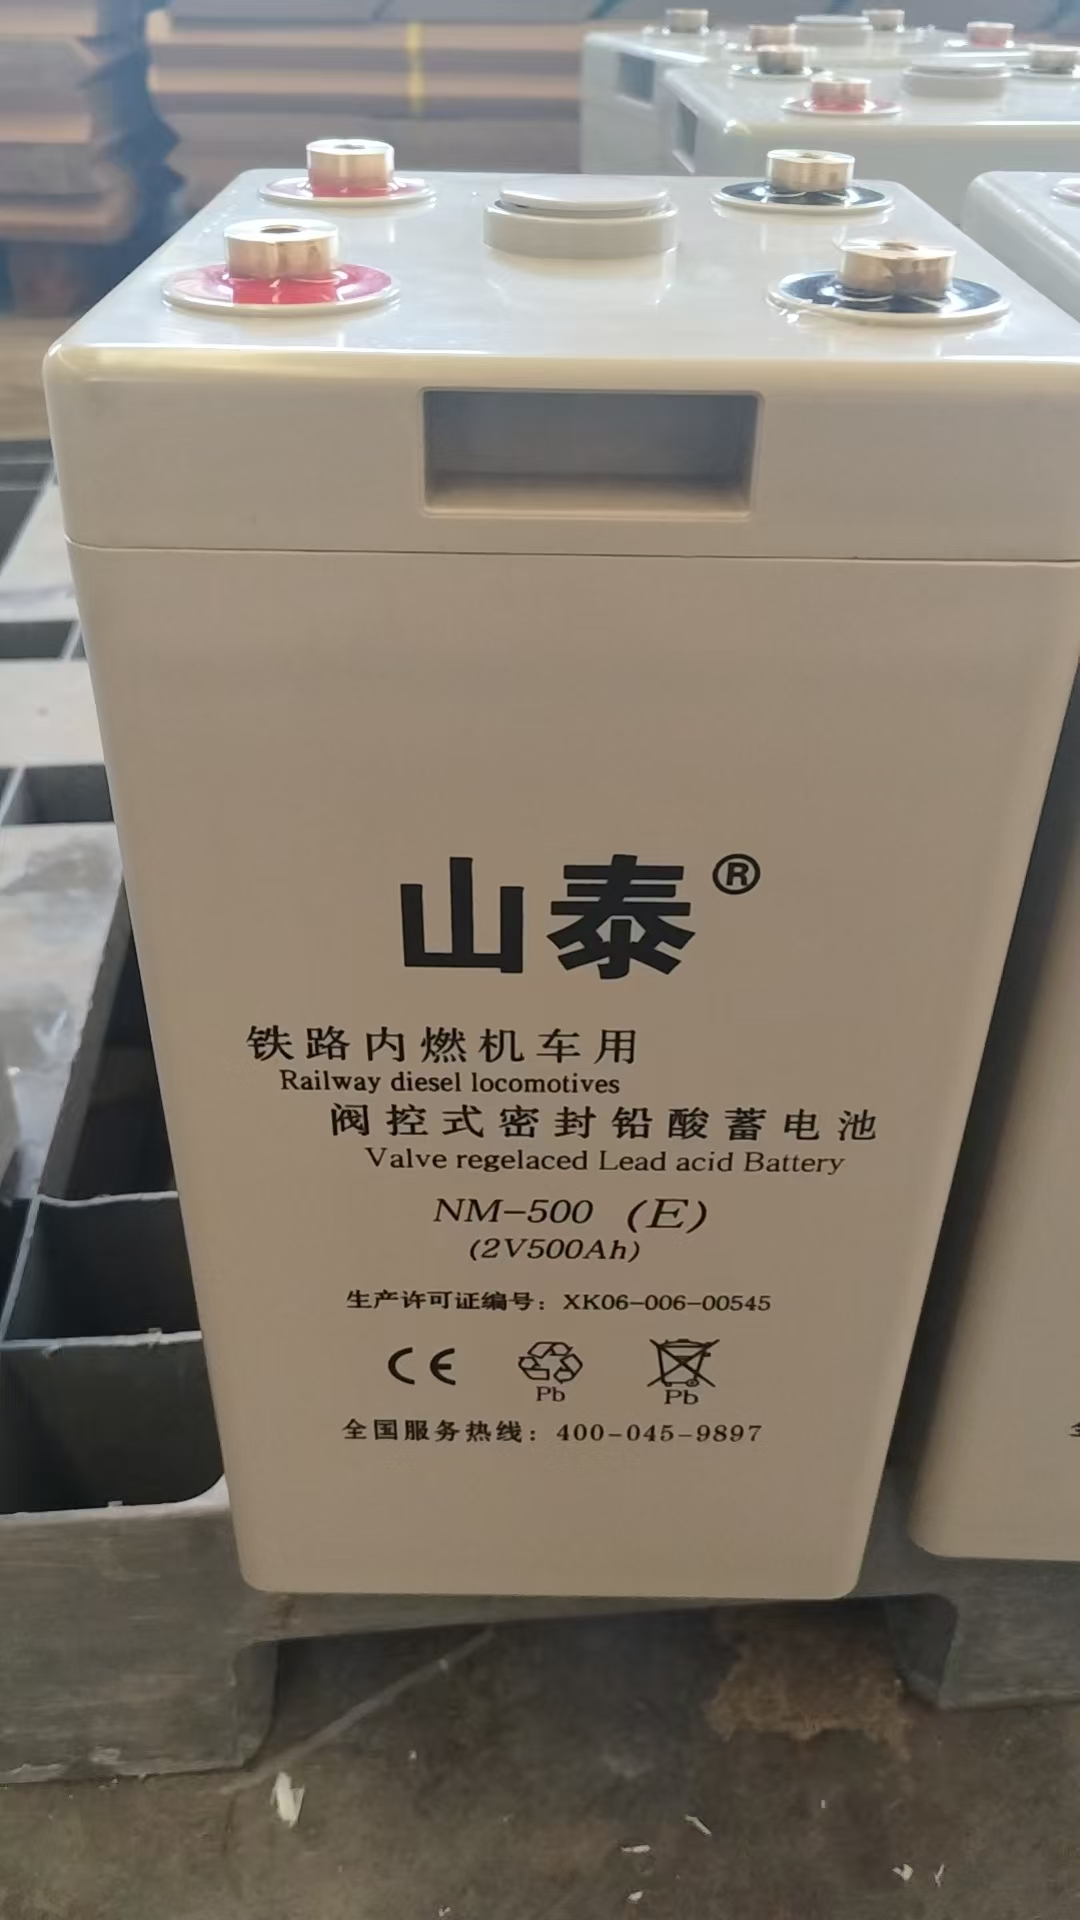 山泰®
铁路内燃机车用
Railway diesel locomotives
阀控式密封铅酸蓄电池
Valve regelaced Lead acid Battery
NM-500 (E)
(2V500Ah)
生产许可证编号：XK06-006-00545
CE
Pb Pb
全国服务热线：400-045-9897